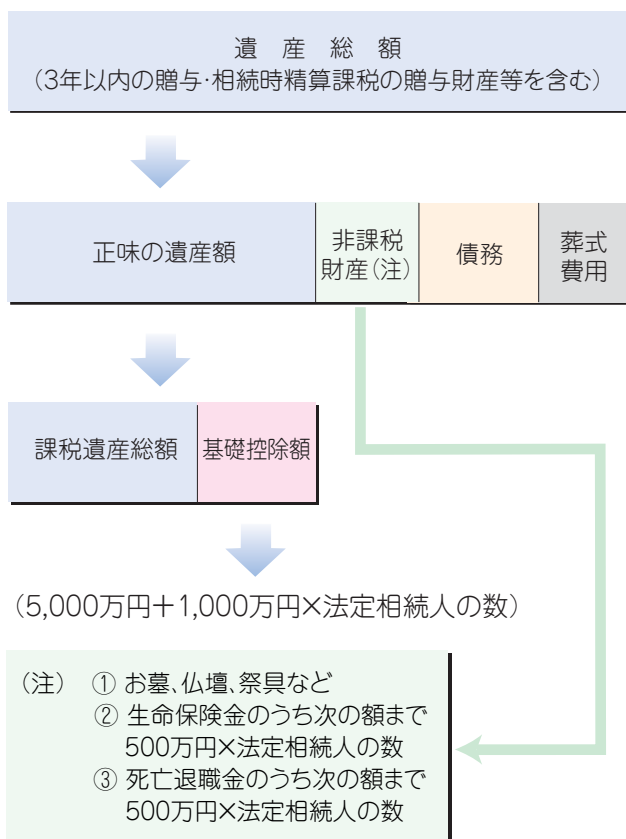 遺産総額
（3年以内の贈与・相続時精算課税の贈与財産等を含む）
正味の遺産額
非課税
財産（注）
債務
葬式
費用
課税遺産総額
基礎控除額
（5,000万円＋1,000万円×法定相続人の数）
（注） ① お墓、仏壇、祭具など
② 生命保険金のうち次の額まで
500万円×法定相続人の数
③ 死亡退職金のうち次の額まで
500万円×法定相続人の数